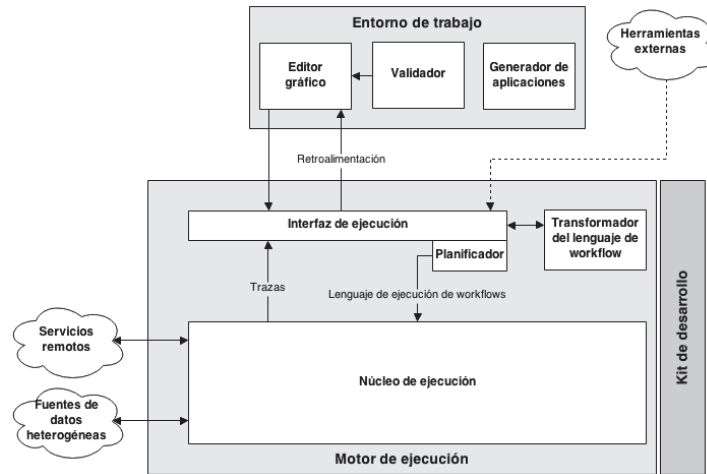 Entorno de trabajo
Editor
gráfico
Validador
Generador de
aplicaciones
Herramientas
externas
Retroalimentación
Interfaz de ejecución
Planificador
Transformador
del lenguaje de
workflow
Trazas
Lenguaje de ejecución de workflows
Servicios
remotos
Núcleo de ejecución
Fuentes de
datos
heterogéneas
Motor de ejecución
Kit de desarrollo